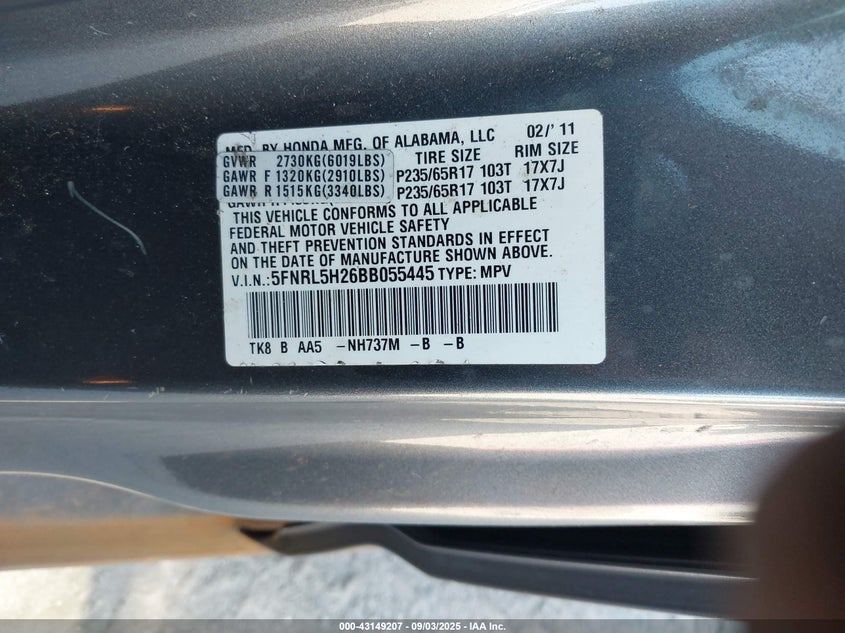 MFD. BY HONDA MFG. OF ALABAMA, LLC 02/'11
GVWR 2730KG(6019LBS) TIRE SIZE RIM SIZE
GAWR F 1320KG(2910LBS) P235/65R17 103T 17X7J
GAWR R 1515KG(3340LBS) P235/65R17 103T 17X7J
THIS VEHICLE CONFORMS TO ALL APPLICABLE
FEDERAL MOTOR VEHICLE SAFETY
AND THEFT PREVENTION STANDARDS IN EFFECT
ON THE DATE OF MANUFACTURE SHOWN ABOVE.
V.I.N.:5FNRL5H26BB055445 TYPE: MPV
TK8 B AA5 -NH737M -B -B
000-43149207 - 09/03/2025 - IAA Inc.